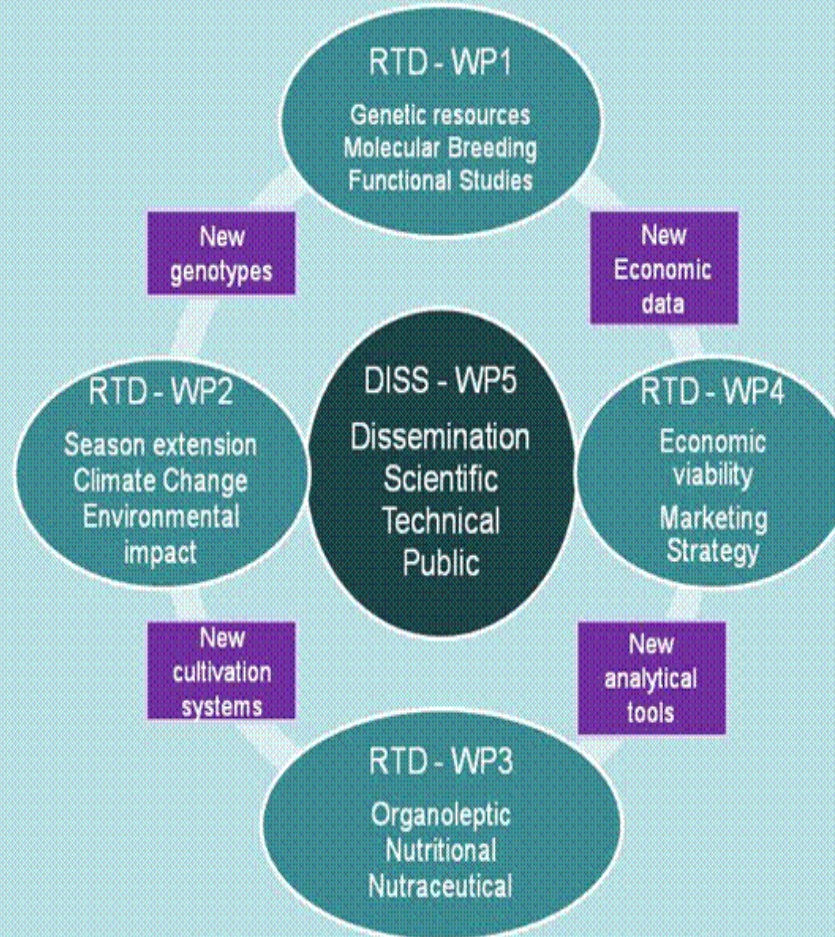 RTD - WP1
Genetic resources
Molecular Breeding
Functional Studies
New
genotypes
New
Economic
data
RTD - WP2
Season extension
Climate Change
Environmental
impact
DISS - WP5
Dissemination
Scientific
Technical
Public
RTD - WP4
Economic
viability
Marketing
Strategy
New
cultivation
systems
New
analytical
tools
RTD - WP3
Organoleptic
Nutritional
Nutraceutical